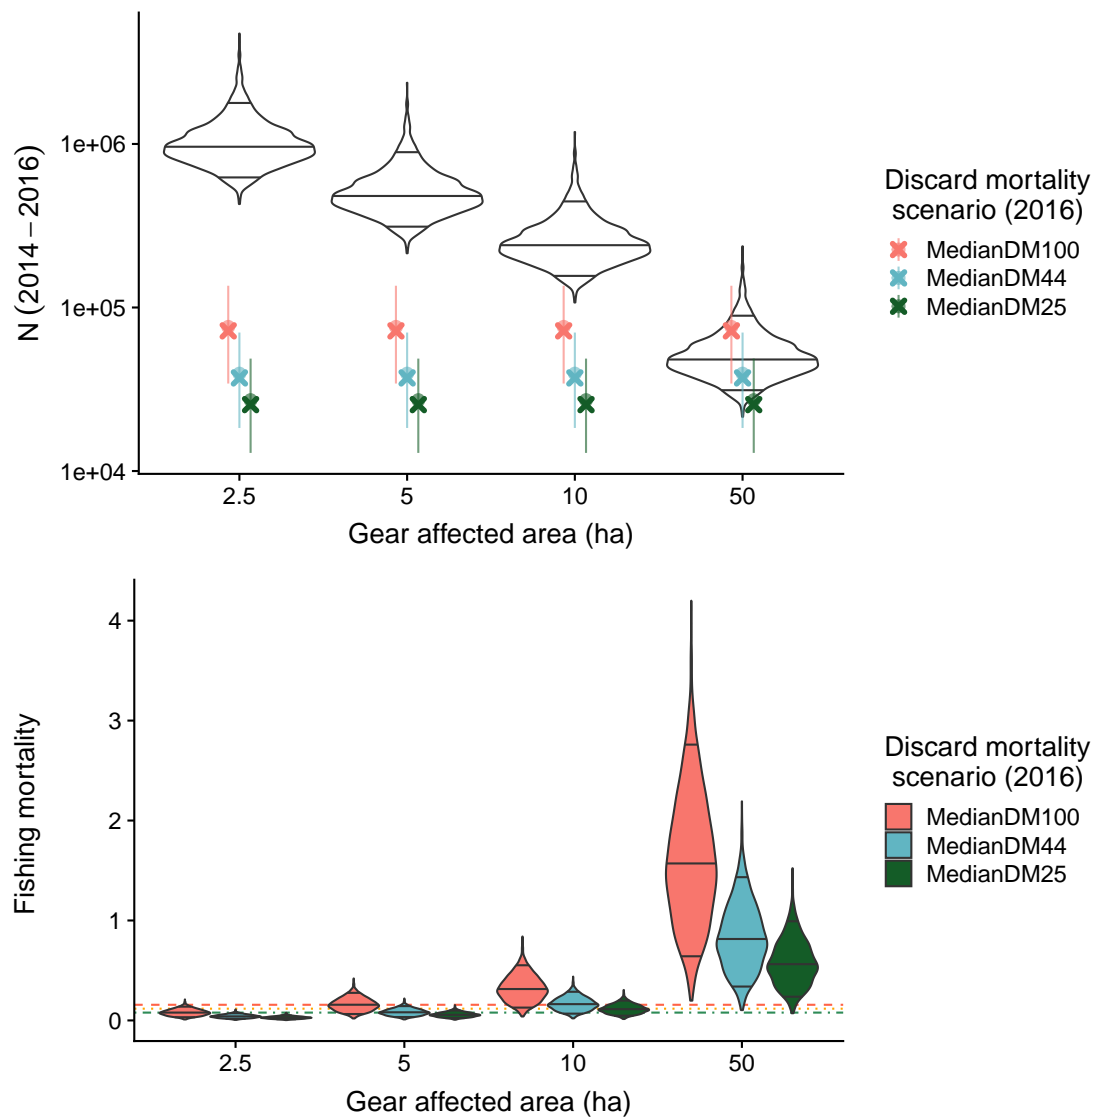 N (2014 – 2016)
1e+06
1e+05
1e+04
2.5 5 10 50
Gear affected area (ha)
Discard mortality
scenario (2016)
MedianDM100
MedianDM44
MedianDM25
Fishing mortality
4
3
2
1
0
2.5 5 10 50
Gear affected area (ha)
Discard mortality
scenario (2016)
MedianDM100
MedianDM44
MedianDM25